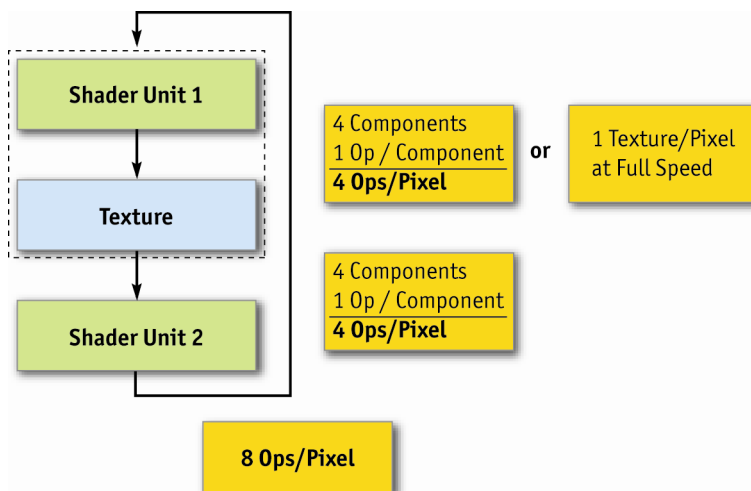 Shader Unit 1
Texture
Shader Unit 2
4 Components
1 Op / Component
4 Ops/Pixel
or
1 Texture/Pixel
at Full Speed
4 Components
1 Op / Component
4 Ops/Pixel
8 Ops/Pixel